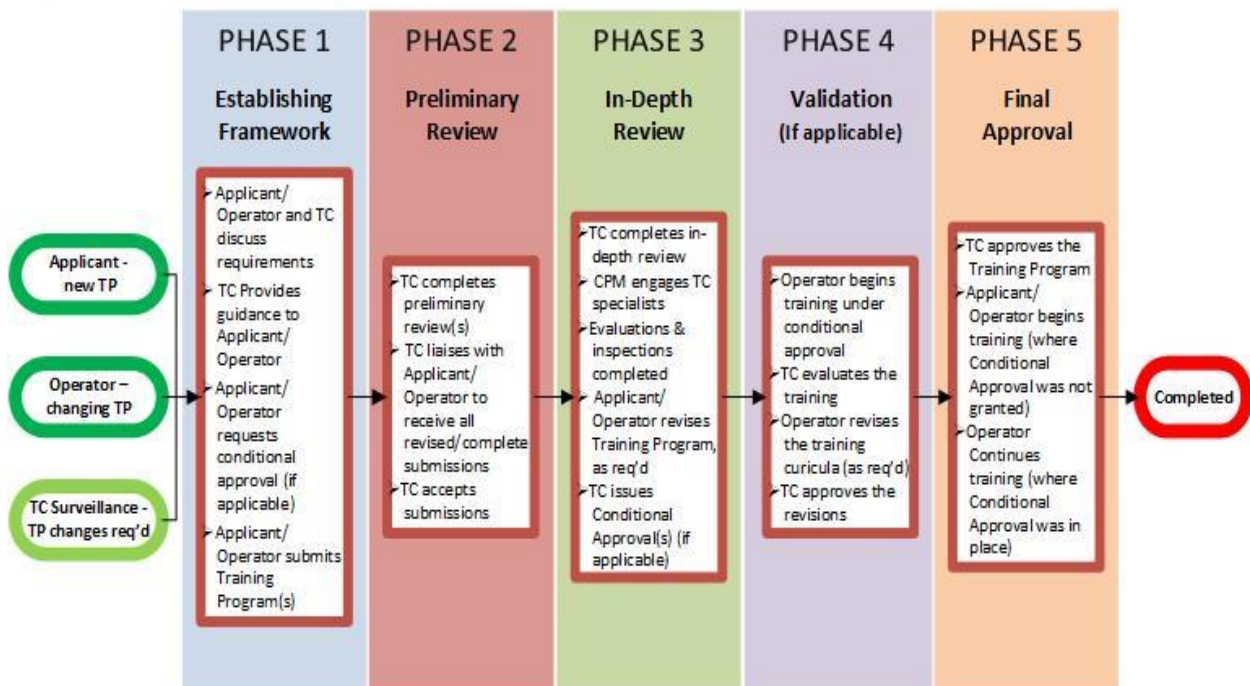 Applicant -
new TP
Operator –
changing TP
TC Surveillance -
TP changes req'd
PHASE 1
Establishing
Framework
➢Applicant/
Operator and TC
discuss
requirements
➢TC Provides
guidance to
Applicant/
Operator
➢Applicant/
Operator
requests
conditional
approval (if
applicable)
➢Applicant/
Operator submits
Training
Program(s)
PHASE 2
Preliminary
Review
➢TC completes
preliminary
review(s)
➢TC liaises with
Applicant/
Operator to
receive all
revised/complete
submissions
➢TC accepts
submissions
PHASE 3
In-Depth
Review
➢TC completes in-
depth review
➢CPM engages TC
specialists
➢Evaluations &
inspections
completed
➢Applicant/
Operator revises
Training Program,
as req'd
➢TC issues
Conditional
Approval(s) (if
applicable)
PHASE 4
Validation
(If applicable)
➢Operator begins
training under
conditional
approval
➢TC evaluates the
training
➢Operator revises
the training
curicula (as req'd)
➢TC approves the
revisions
PHASE 5
Final
Approval
➢TC approves the
Training Program
➢Applicant/
Operator begins
training (where
Conditional
Approval was not
granted)
➢Operator
Continues
training (where
Conditional
Approval was in
place)
Completed